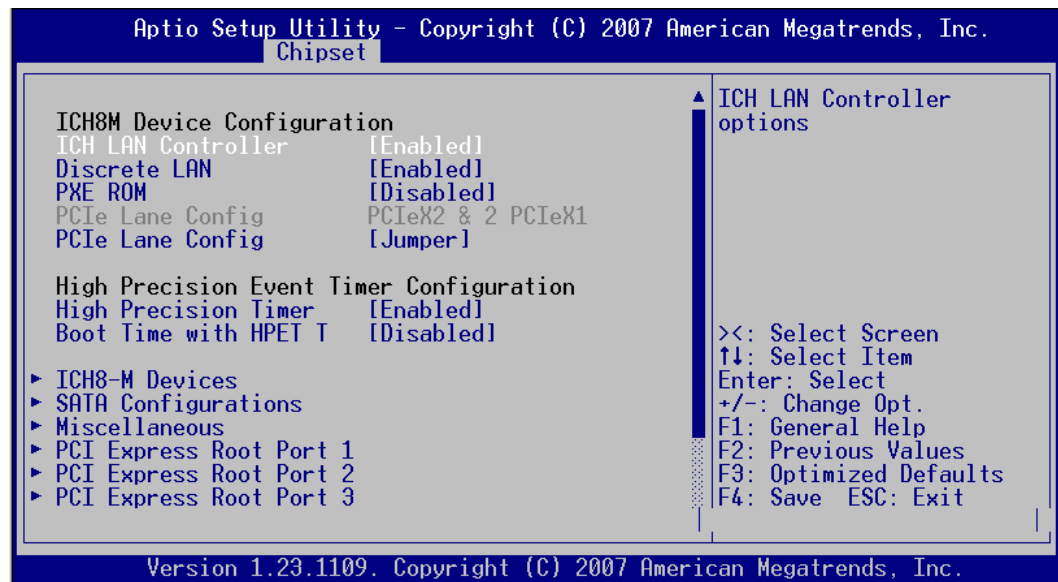 Aptio Setup Utility – Copyright (C) 2007 American Megatrends, Inc.
Chipset
ICH8M Device Configuration
ICH LAN Controller [Enabled]
Discrete LAN [Enabled]
PXE ROM [Disabled]
PCIe Lane Config PCIeX2 & 2 PCIeX1
PCIe Lane Config [Jumper]
High Precision Event Timer Configuration
High Precision Timer [Enabled]
Boot Time with HPET T [Disabled]
► ICH8-M Devices
► SATA Configurations
► Miscellaneous
► PCI Express Root Port 1
► PCI Express Root Port 2
► PCI Express Root Port 3
ICH LAN Controller
options
><: Select Screen
↑↓: Select Item
Enter: Select
+/-: Change Opt.
F1: General Help
F2: Previous Values
F3: Optimized Defaults
F4: Save ESC: Exit
Version 1.23.1109. Copyright (C) 2007 American Megatrends, Inc.